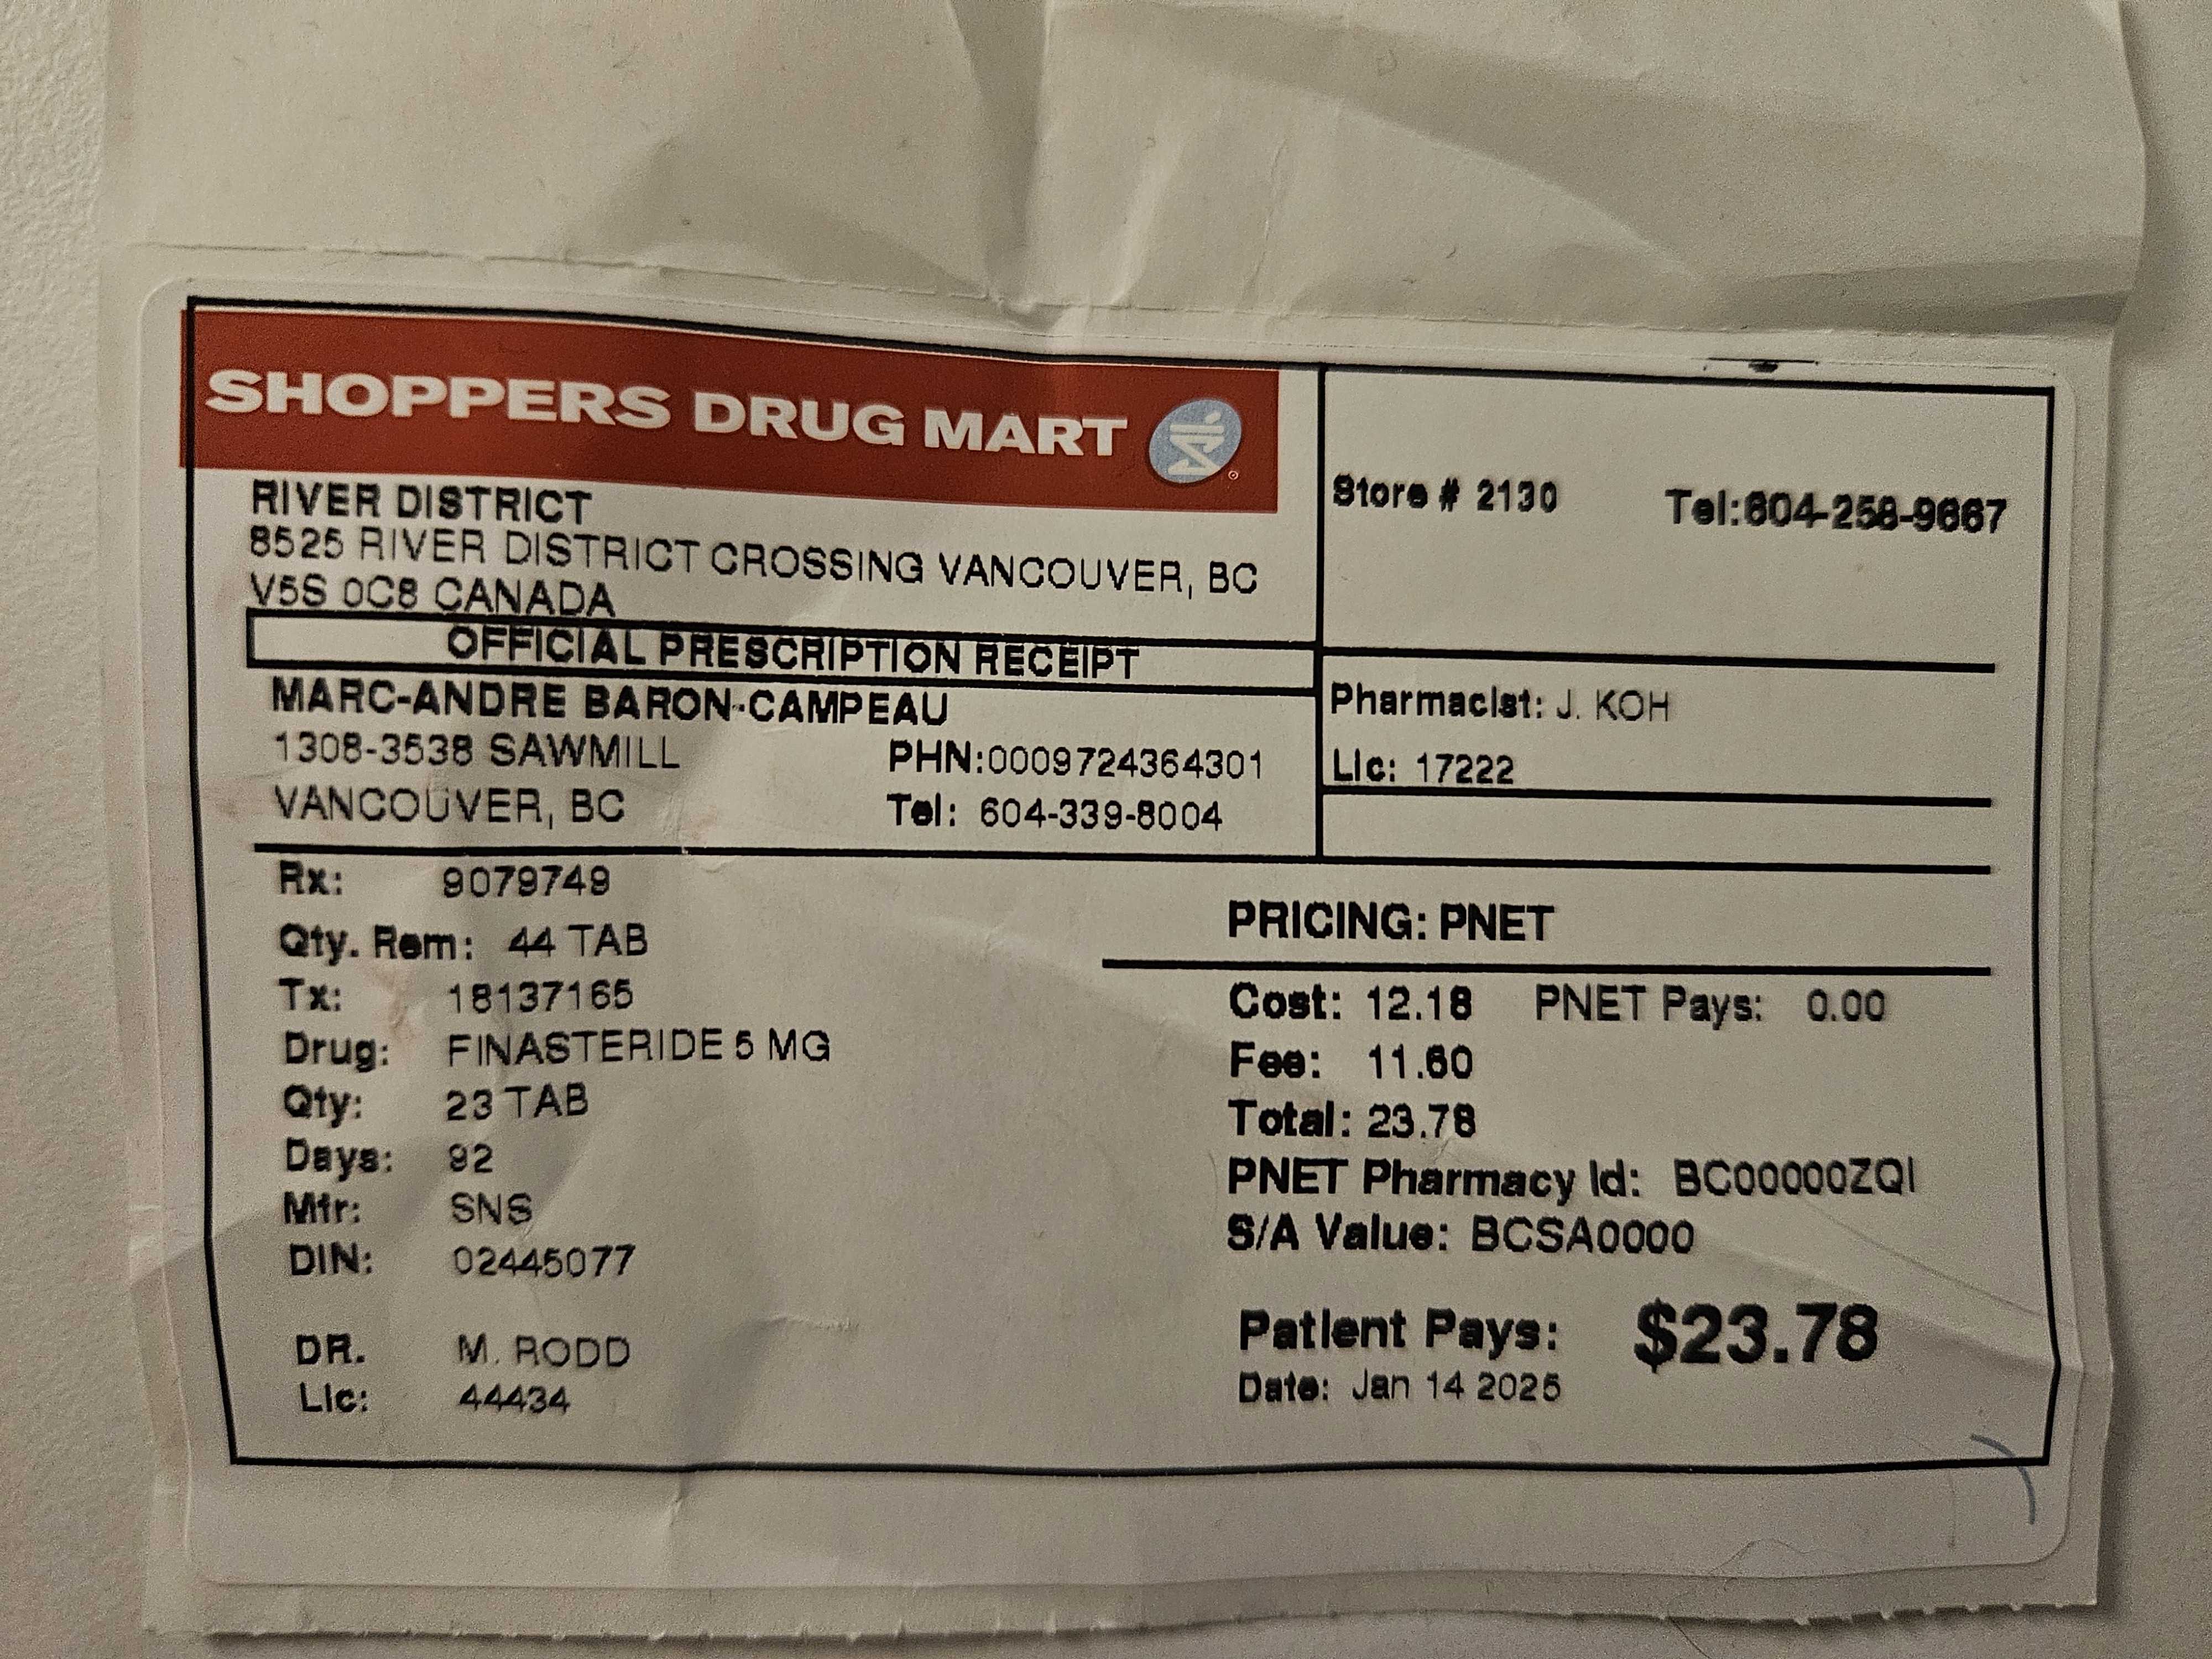 SHOPPERS DRUG MART
RIVER DISTRICT
8525 RIVER DISTRICT CROSSING VANCOUVER, BC
V5S 0C8 CANADA
Store # 2130 Tel:604-258-9667
OFFICIAL PRESCRIPTION RECEIPT
MARC-ANDRE BARON-CAMPEAU
1308-3538 SAWMILL PHN:0009724364301
VANCOUVER, BC Tel: 604-339-8004
Pharmacist: J. KOH
Lic: 17222
Rx: 9079749
Qty. Rem: 44 TAB
Tx: 18137165
Drug: FINASTERIDE 5 MG
Qty: 23 TAB
Days: 92
Mfr: SNS
DIN: 02445077
DR. M. RODD
Lic: 44434
PRICING: PNET
Cost: 12.18 PNET Pays: 0.00
Fee: 11.60
Total: 23.78
PNET Pharmacy Id: BC00000ZQI
S/A Value: BCSA0000
Patient Pays: $23.78
Date: Jan 14 2025